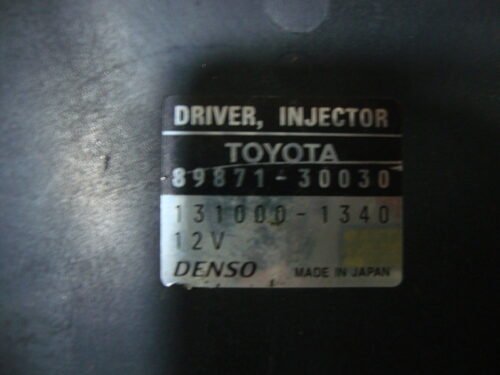 DRIVER, INJECTOR
TOYOTA
89871-30030
131000-1340
12V
DENSO MADE IN JAPAN